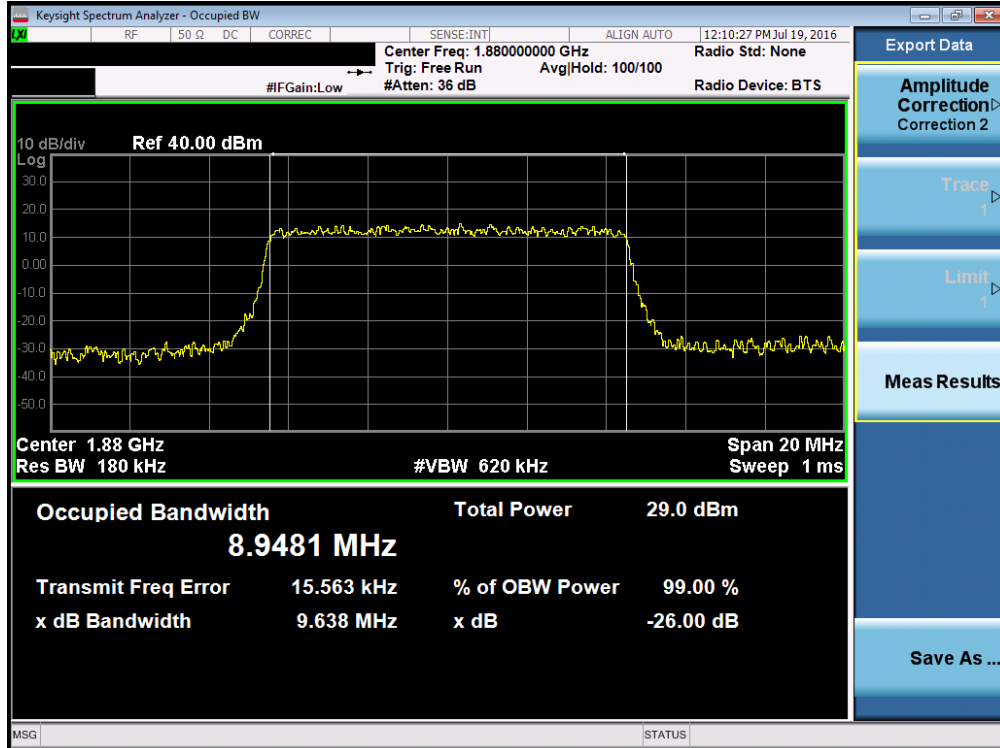 Keysight Spectrum Analyzer - Occupied BW
LXI RF 50 Ω DC CORREC SENSE:INT ALIGN AUTO 12:10:27 PM Jul 19, 2016
Center Freq: 1.880000000 GHz Radio Std: None
Trig: Free Run Avg|Hold: 100/100
#IFGain:Low #Atten: 36 dB Radio Device: BTS
10 dB/div Ref 40.00 dBm
Log
30.0
20.0
10.0
0.00
-10.0
-20.0
-30.0
-40.0
-50.0
Center 1.88 GHz Span 20 MHz
Res BW 180 kHz #VBW 620 kHz Sweep 1 ms
Occupied Bandwidth Total Power 29.0 dBm
8.9481 MHz
Transmit Freq Error 15.563 kHz % of OBW Power 99.00 %
x dB Bandwidth 9.638 MHz x dB -26.00 dB
MSG STATUS
Export Data
Amplitude
Correction
Correction 2
Trace
1
Limit
1
Meas Results
Save As ...